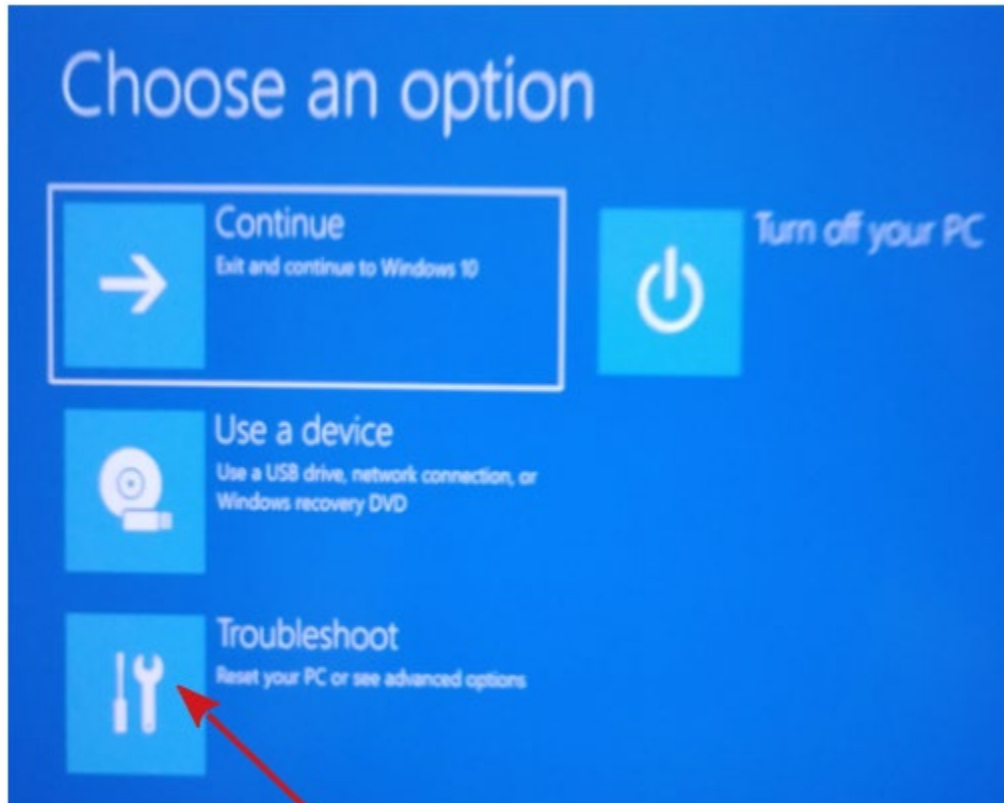 Choose an option
Continue
Exit and continue to Windows 10
Turn off your PC
Use a device
Use a USB drive, network connection, or
Windows recovery DVD
Troubleshoot
Reset your PC or see advanced options